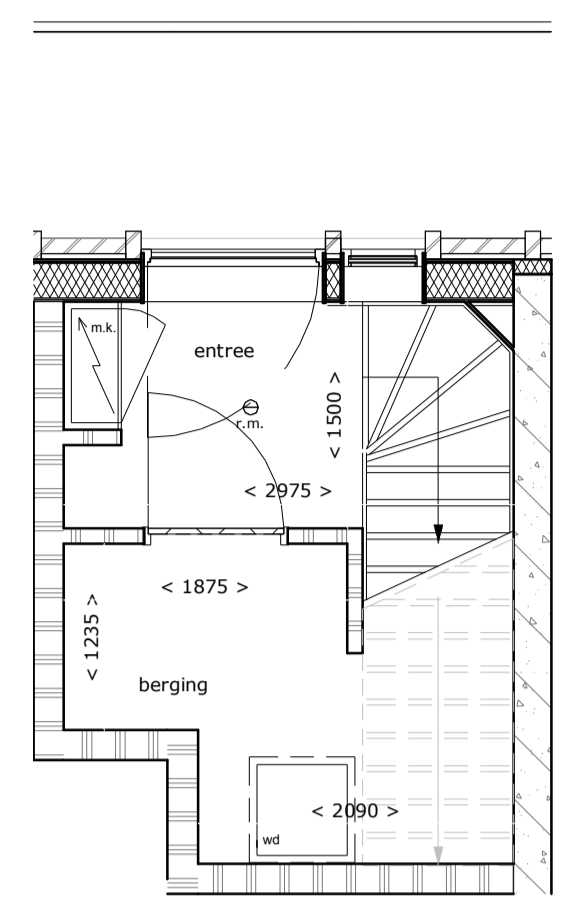 m.k.
entree
r.m.
< 1500 >
< 2975 >
< 1875 >
< 1235 >
berging
< 2090 >
wd